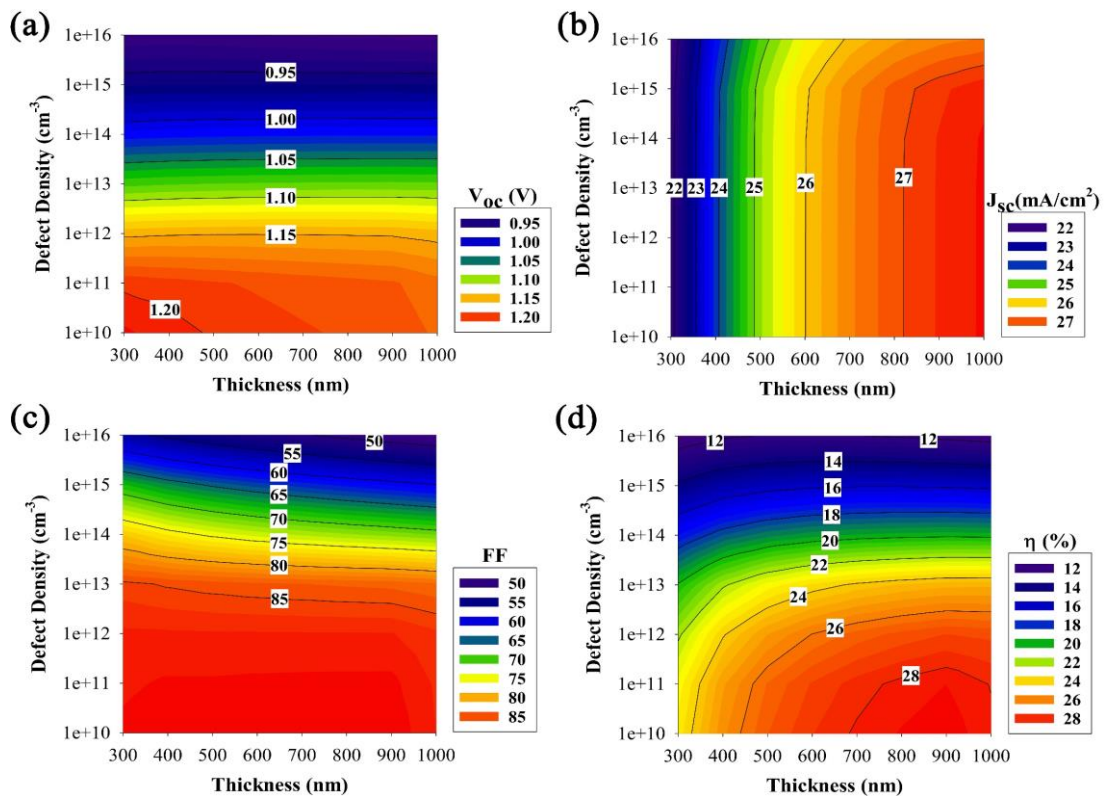 (a)
1e+16
1e+15
1e+14
1e+13
1e+12
1e+11
1e+10
Defect Density (cm⁻³)
0.95
1.00
1.05
1.10
1.15
1.20
300 400 500 600 700 800 900 1000
Thickness (nm)
Voc (V)
0.95
1.00
1.05
1.10
1.15
1.20
(b)
1e+16
1e+15
1e+14
1e+13
1e+12
1e+11
1e+10
Defect Density (cm⁻³)
22 23 24 25 26 27
300 400 500 600 700 800 900 1000
Thickness (nm)
Jsc(mA/cm²)
22
23
24
25
26
27
(c)
1e+16
1e+15
1e+14
1e+13
1e+12
1e+11
1e+10
Defect Density (cm⁻³)
50
55
60
65
70
75
80
85
300 400 500 600 700 800 900 1000
Thickness (nm)
FF
50
55
60
65
70
75
80
85
(d)
1e+16
1e+15
1e+14
1e+13
1e+12
1e+11
1e+10
Defect Density (cm⁻³)
12 12
14
16
18
20
22
24
26
28
300 400 500 600 700 800 900 1000
Thickness (nm)
η (%)
12
14
16
18
20
22
24
26
28